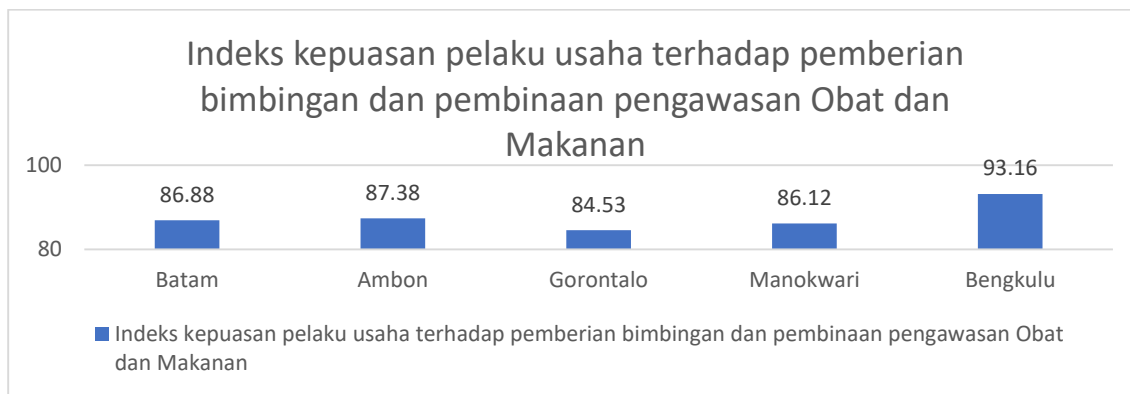 Indeks kepuasan pelaku usaha terhadap pemberian
bimbingan dan pembinaan pengawasan Obat dan
Makanan
100
80
86.88
87.38
84.53
86.12
93.16
Batam
Ambon
Gorontalo
Manokwari
Bengkulu
Indeks kepuasan pelaku usaha terhadap pemberian bimbingan dan pembinaan pengawasan Obat
dan Makanan